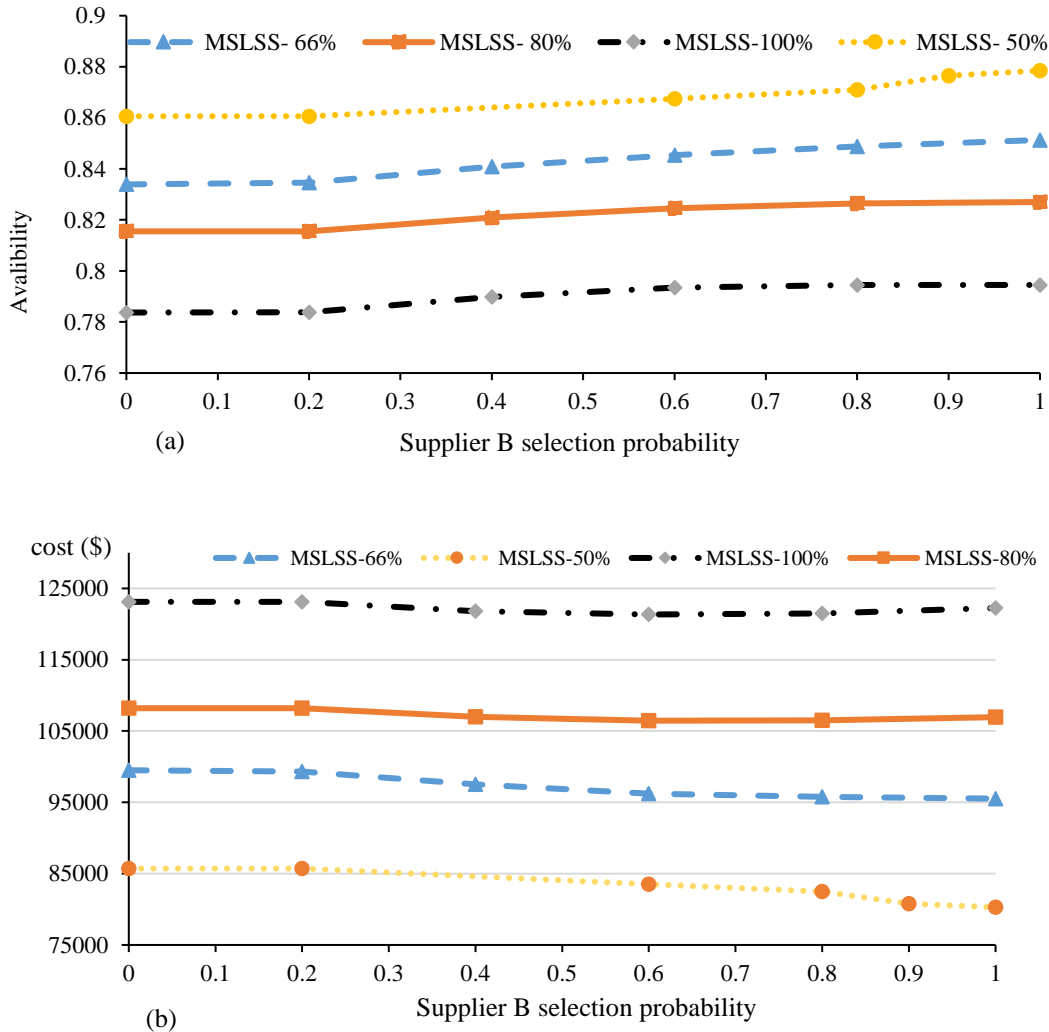 0.9
MSLSS- 66% MSLSS- 80% MSLSS-100% MSLSS- 50%
0.88
0.86
0.84
0.82
0.8
0.78
0.76
Avalibility
0 0.1 0.2 0.3 0.4 0.5 0.6 0.7 0.8 0.9 1
(a) Supplier B selection probability
cost ($) MSLSS-66% MSLSS-50% MSLSS-100% MSLSS-80%
125000
115000
105000
95000
85000
75000
0 0.1 0.2 0.3 0.4 0.5 0.6 0.7 0.8 0.9 1
(b) Supplier B selection probability